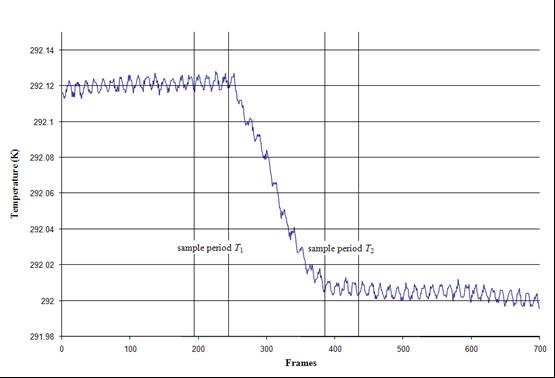 292.14
292.12
292.1
292.08
292.06
292.04
292.02
292
291.98
Temperature (K)
sample period T1
sample period T2
0 100 200 300 400 500 600 700
Frames